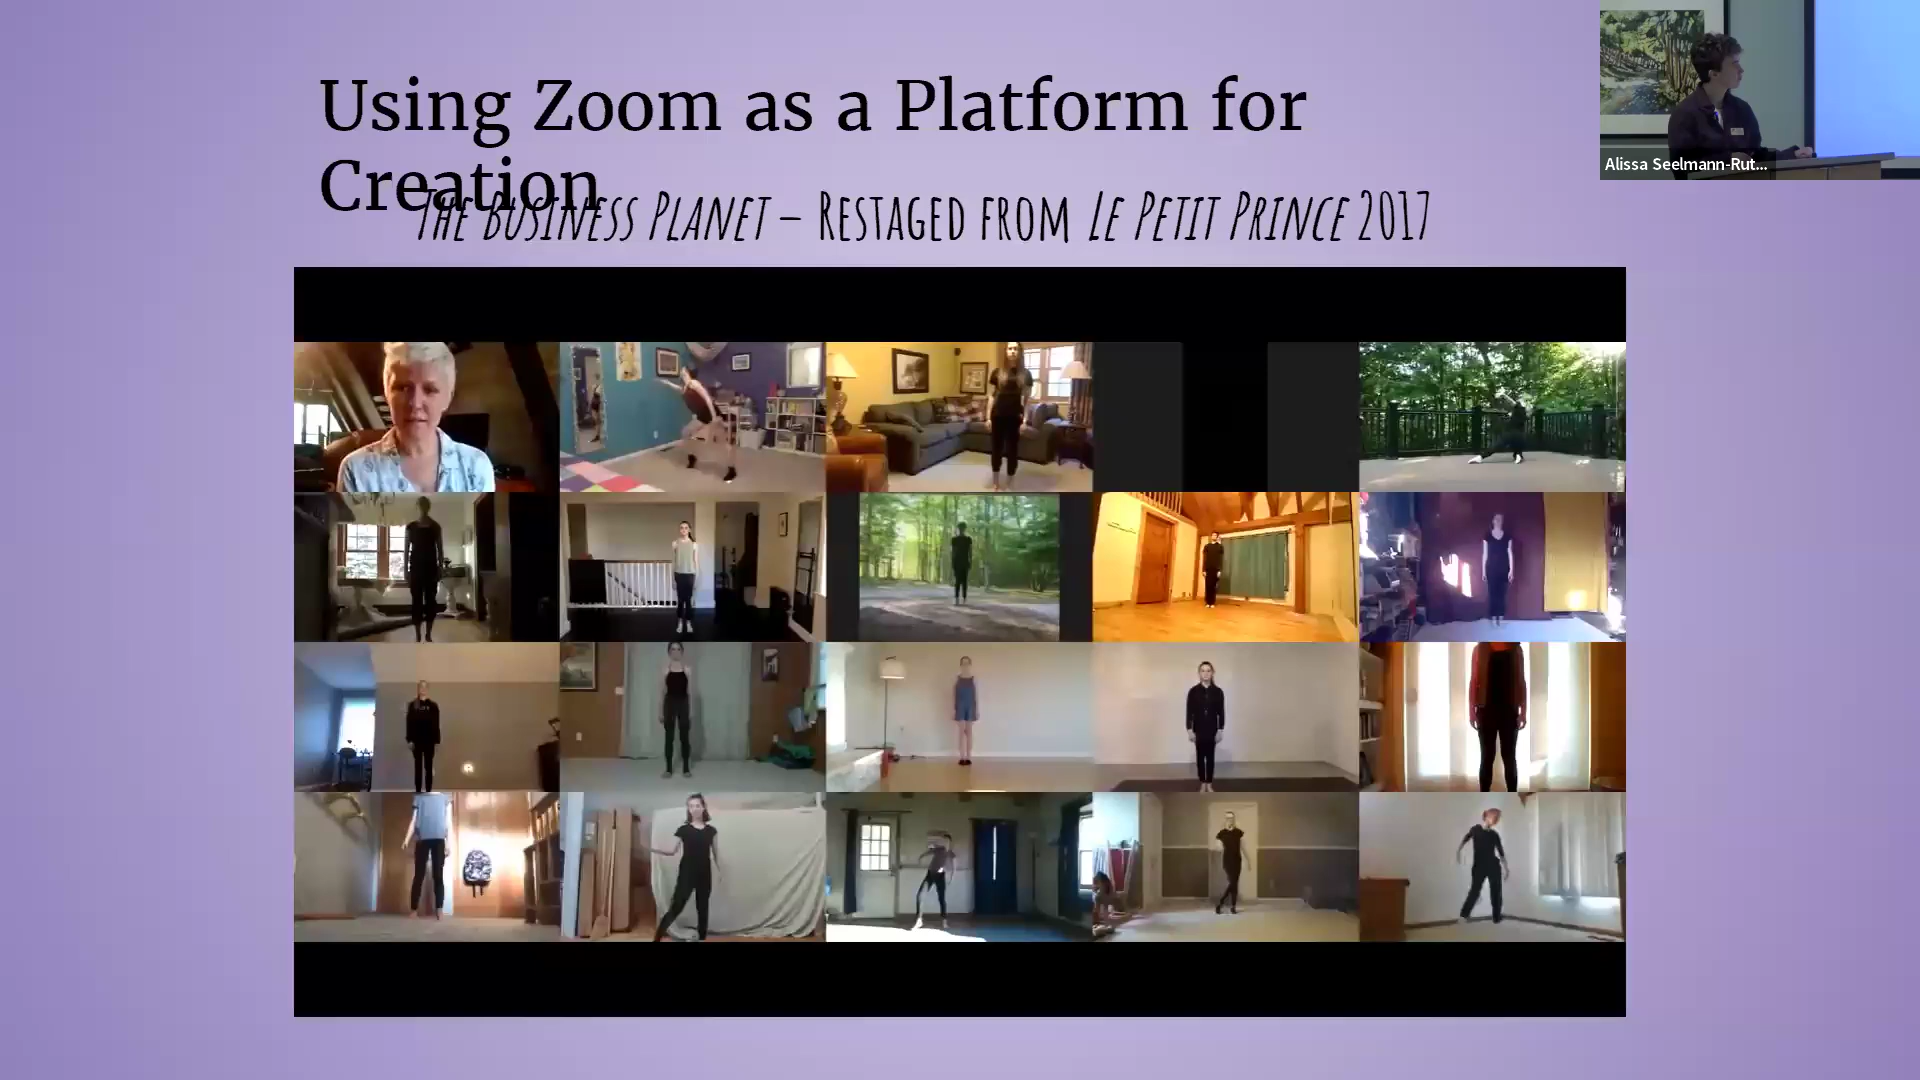 Using Zoom as a Platform for
Creation
The Business Planet – Restaged from Le Petit Prince 2017
Alissa Seelmann-Rut...